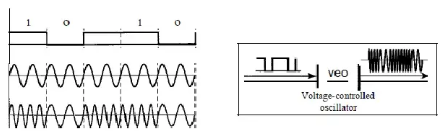 1 0 1 0
VCO
Voltage-controlled
oscillator